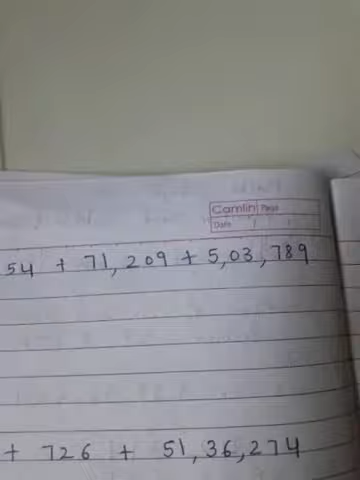 Camlin Page
Date / /
54 + 71,209 + 5,03,789
+ 726 + 51,36,274